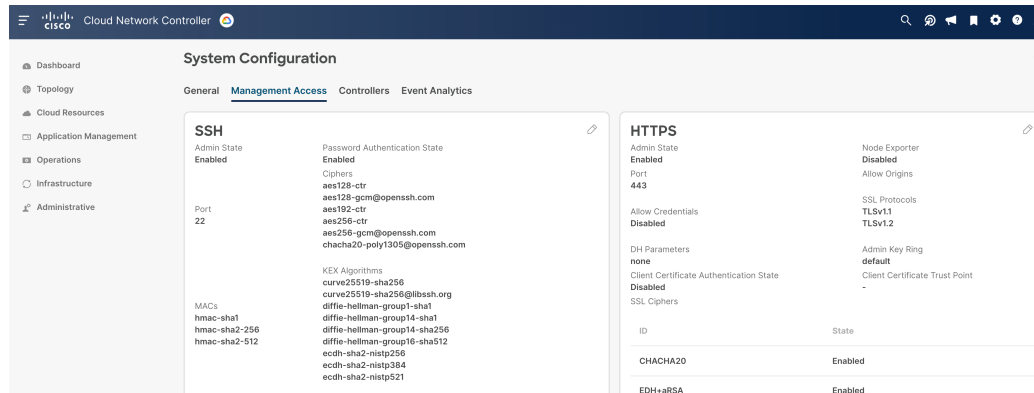 CISCO
Cloud Network Controller
Dashboard
Topology
Cloud Resources
Application Management
Operations
Infrastructure
Administrative
System Configuration
General Management Access Controllers Event Analytics
SSH
Admin State
Enabled
Password Authentication State
Enabled
Ciphers
aes128-ctr
aes128-gcm@openssh.com
aes192-ctr
aes256-ctr
aes256-gcm@openssh.com
chacha20-poly1305@openssh.com
Port
22
KEX Algorithms
curve25519-sha256
curve25519-sha256@libssh.org
diffie-hellman-group1-sha1
diffie-hellman-group14-sha1
diffie-hellman-group14-sha256
diffie-hellman-group16-sha512
ecdh-sha2-nistp256
ecdh-sha2-nistp384
ecdh-sha2-nistp521
MACs
hmac-sha1
hmac-sha2-256
hmac-sha2-512
HTTPS
Admin State
Enabled
Node Exporter
Disabled
Port
443
Allow Origins
Allow Credentials
Disabled
SSL Protocols
TLSv1.1
TLSv1.2
DH Parameters
none
Admin Key Ring
default
Client Certificate Authentication State
Disabled
Client Certificate Trust Point
-
SSL Ciphers
ID State
CHACHA20 Enabled
EDH+aRSA Enabled